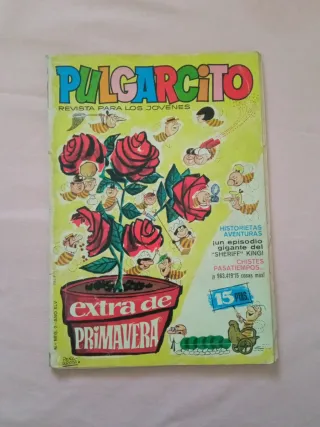 PULGARCITO
REVISTA PARA LOS JOVENES
HISTORIETAS
AVENTURAS
¡un episodio
gigante del
"SHERIFF" KING!
CHISTES
PASATIEMPOS...
15 PTAS.
extra de
PRIMAVERA